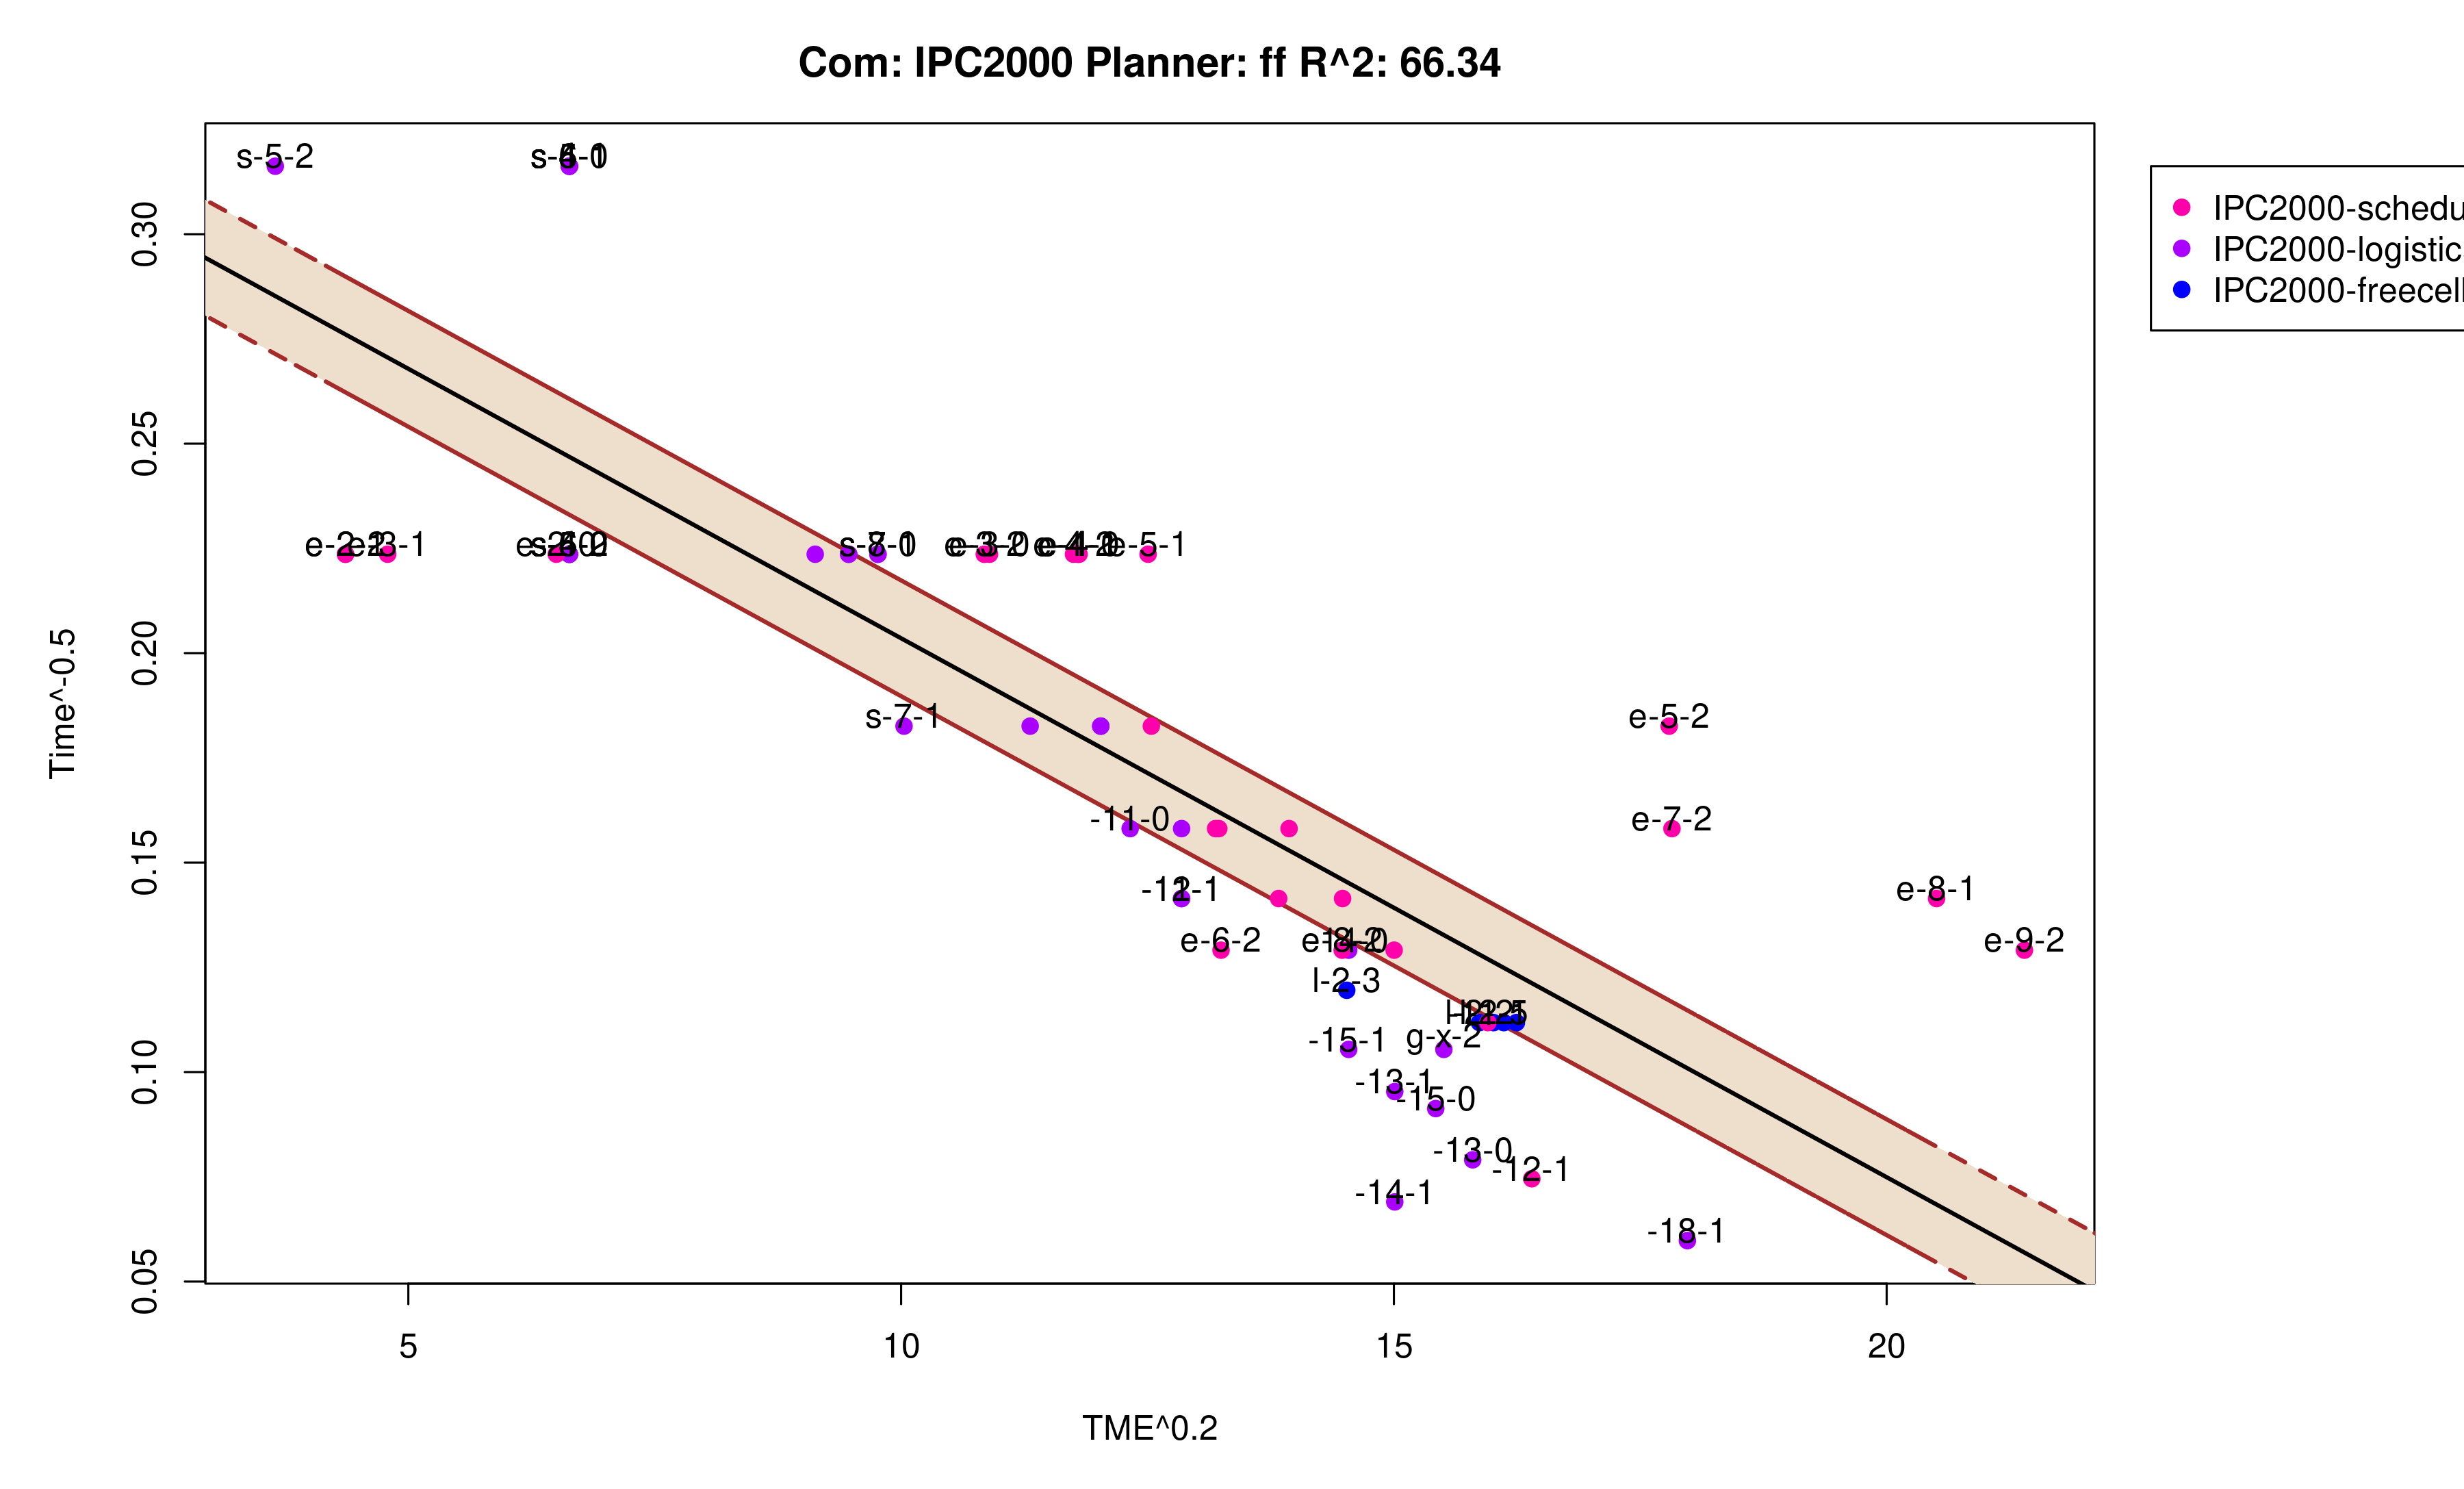 Com: IPC2000 Planner: ff R^2: 66.34
IPC2000-schedu
IPC2000-logistic
IPC2000-freecell
Time^-0.5
0.30
0.25
0.20
0.15
0.10
0.05
s-5-2
s-7-1
e-5-1
e-5-2
-11-0
e-7-2
e-8-1
e-6-2
e-9-2
l-2-3
-15-1
g-x-2
-13-1
-15-0
-13-0
-12-1
-14-1
-18-1
5
10
15
20
TME^0.2